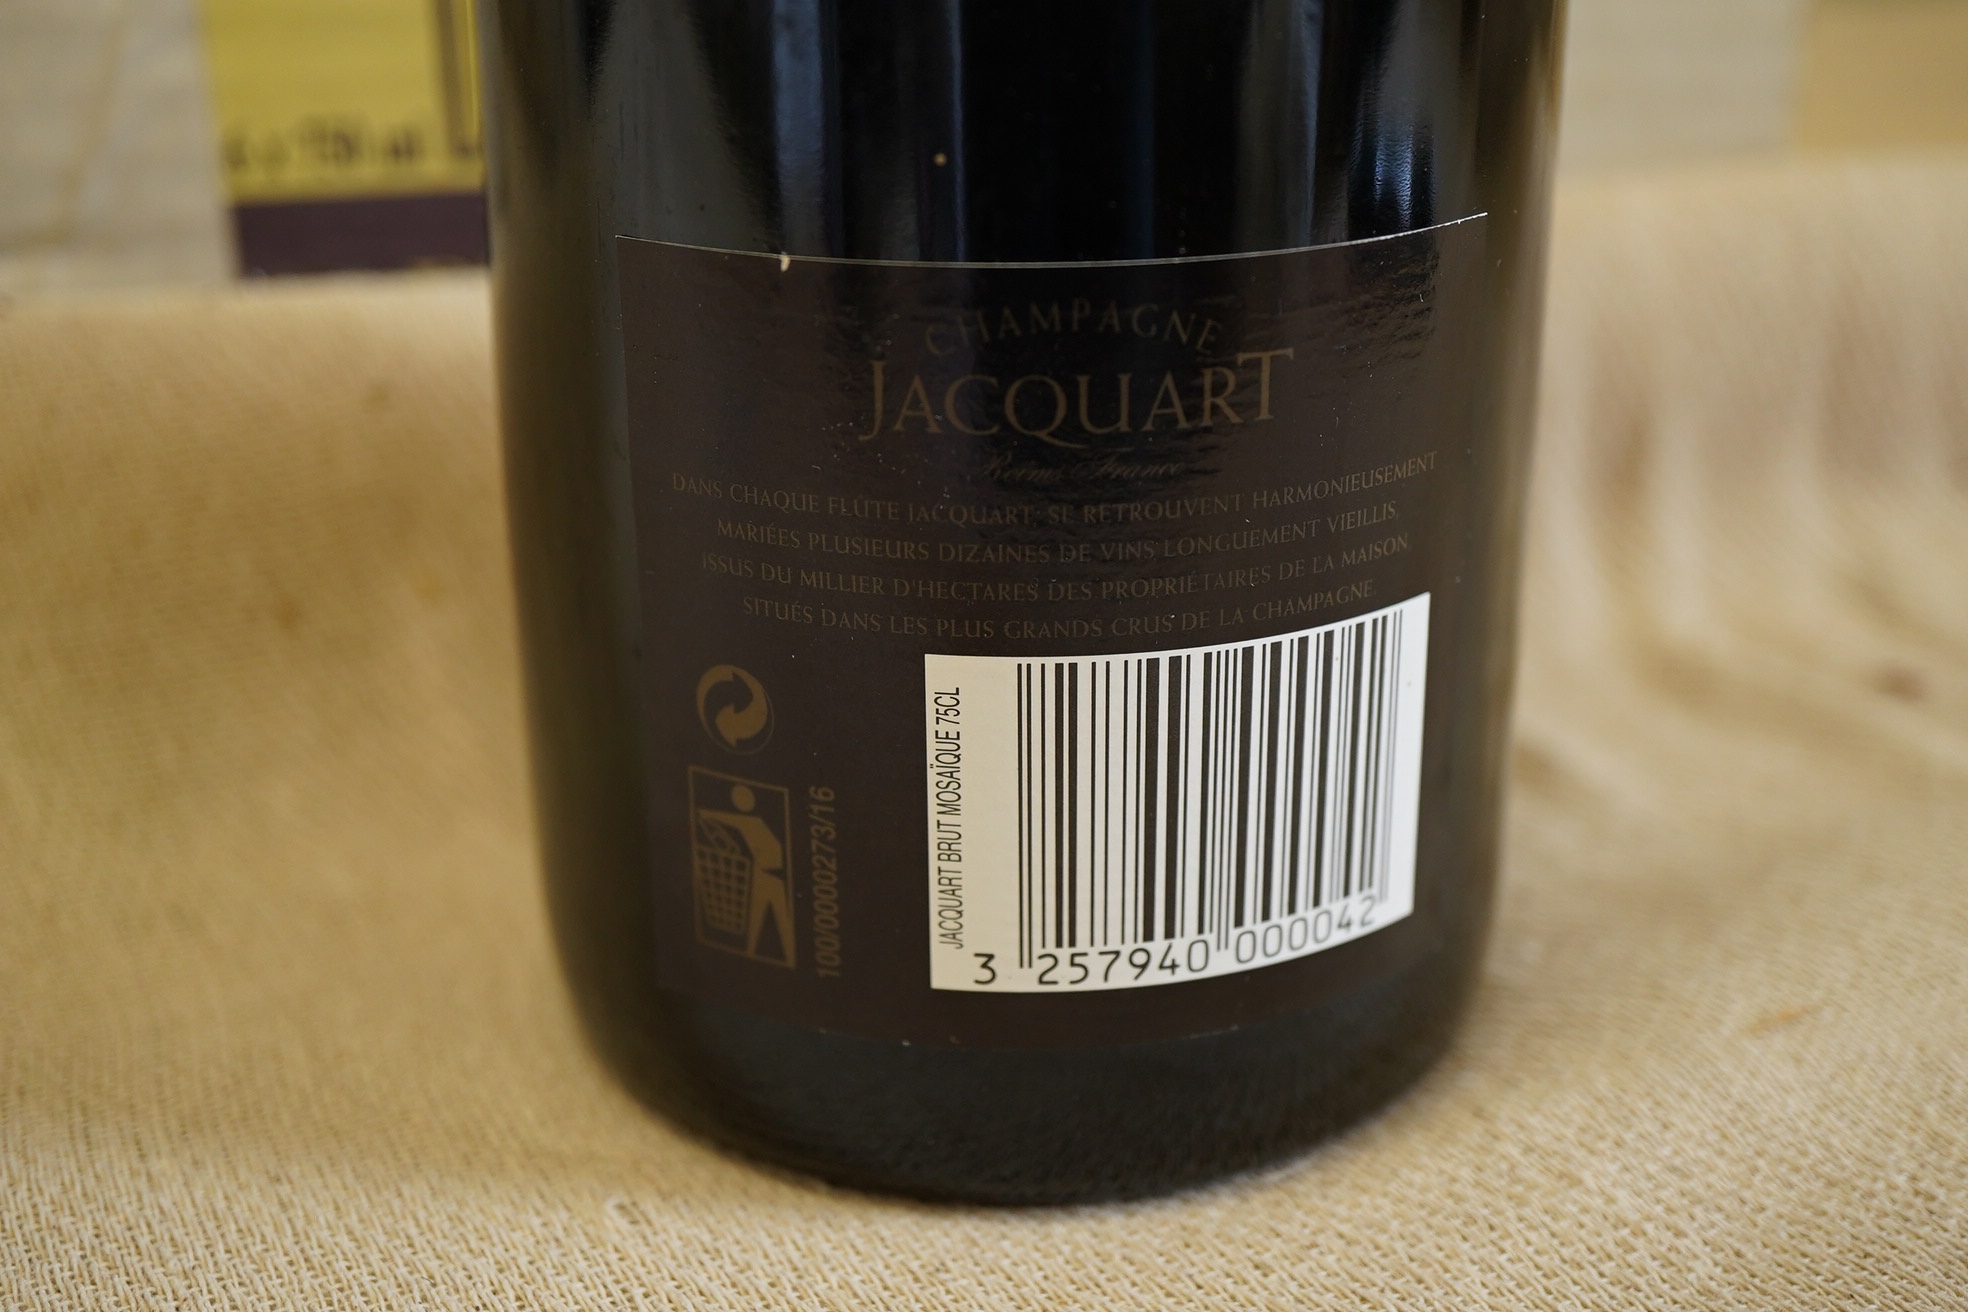 CHAMPAGNE
JACQUART
Reims France
DANS CHAQUE FLÛTE JACQUART, SE RETROUVENT HARMONIEUSEMENT
MARIÉES PLUSIEURS DIZAINES DE VINS LONGUEMENT VIEILLIS,
ISSUS DU MILLIER D'HECTARES DES PROPRIÉTAIRES DE LA MAISON,
SITUÉS DANS LES PLUS GRANDS CRUS DE LA CHAMPAGNE.
100/0000273/16
JACQUART BRUT MOSAÏQUE 75CL
3 257940 000042